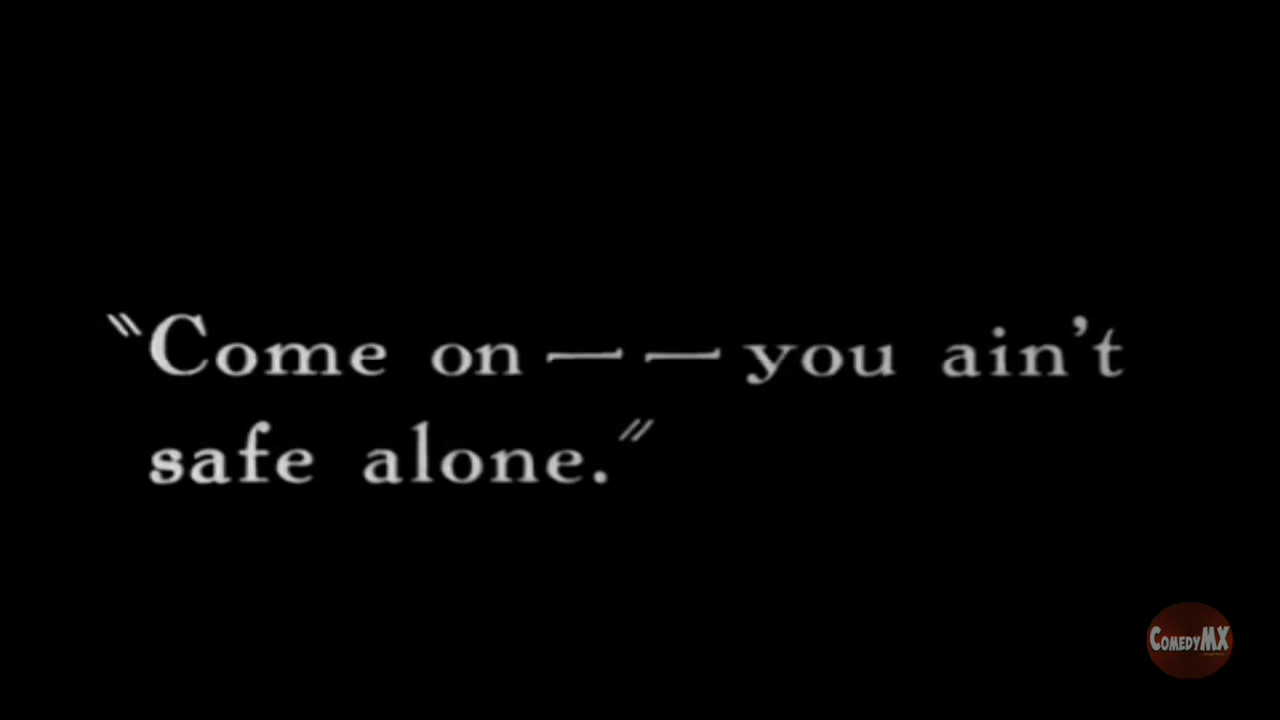 “Come on — — you ain’t
safe alone.”
COMEDYMX